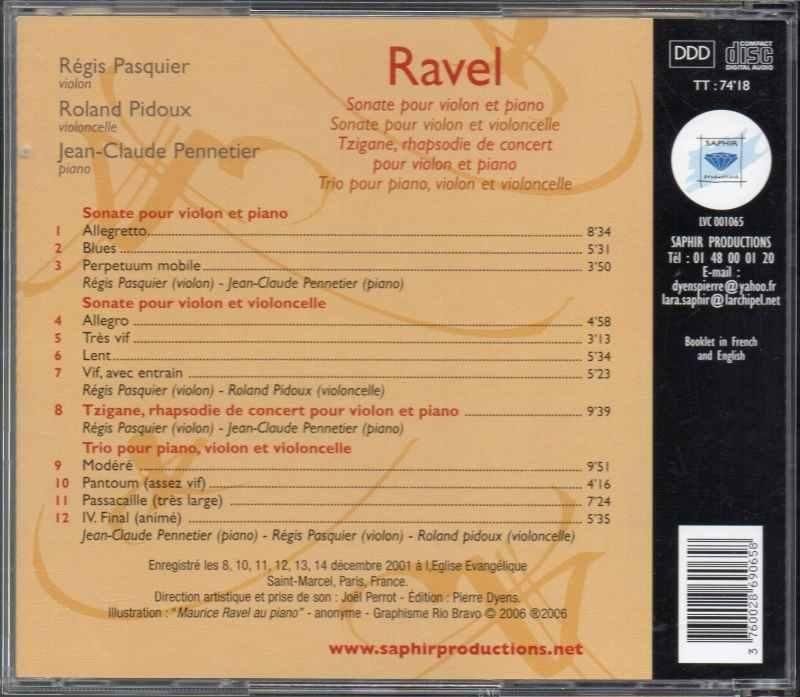 Régis Pasquier
violon
Roland Pidoux
violoncelle
Jean-Claude Pennetier
piano
Ravel
Sonate pour violon et piano
Sonate pour violon et violoncelle
Tzigane, rhapsodie de concert
pour violon et piano
Trio pour piano, violon et violoncelle
Sonate pour violon et piano
1 Allegretto 8'34
2 Blues 5'31
3 Perpetuum mobile 3'50
Régis Pasquier (violon) - Jean-Claude Pennetier (piano)
Sonate pour violon et violoncelle
4 Allegro 4'58
5 Très vif 3'13
6 Lent 5'34
7 Vif, avec entrain 5'23
Régis Pasquier (violon) - Roland Pidoux (violoncelle)
8 Tzigane, rhapsodie de concert pour violon et piano 9'39
Régis Pasquier (violon) - Jean-Claude Pennetier (piano)
Trio pour piano, violon et violoncelle
9 Modéré 9'51
10 Pantoum (assez vif) 4'16
11 Passacaille (très large) 7'24
12 IV. Final (animé) 5'35
Jean-Claude Pennetier (piano) - Régis Pasquier (violon) - Roland pidoux (violoncelle)
Enregistré les 8, 10, 11, 12, 13, 14 décembre 2001 à l,Eglise Evangélique
Saint-Marcel, Paris, France.
Direction artistique et prise de son : Joël Perrot - Édition : Pierre Dyens.
Illustration : "Maurice Ravel au piano" - anonyme - Graphisme Rio Bravo © 2006 ®2006
www.saphirproductions.net
DDD
COMPACT
disc
DIGITAL AUDIO
TT : 74'18
SAPHIR
productions
LVC 001065
SAPHIR PRODUCTIONS
Tél : 01 48 00 01 20
E-mail :
dyenspierre@yahoo.fr
lara.saphir@larchipel.net
Booklet in French
and English
3 760028 690658